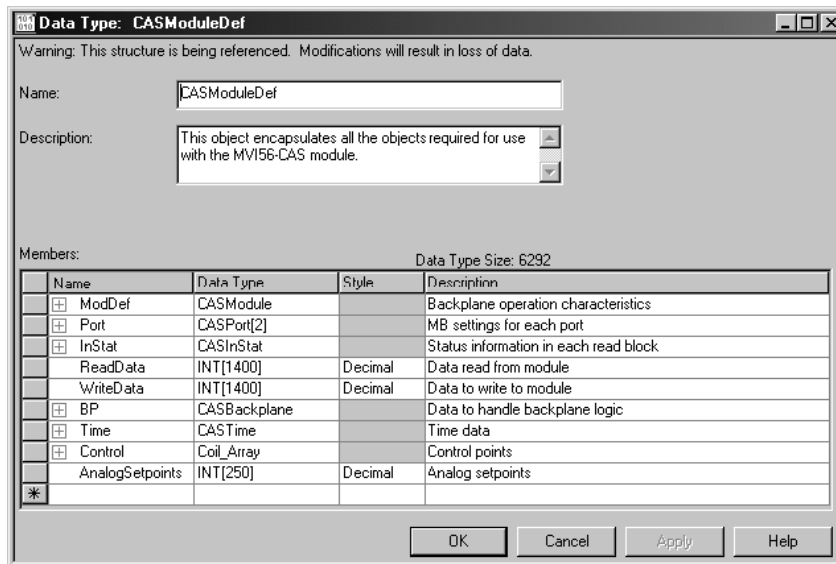 Data Type: CASModuleDef
Warning: This structure is being referenced. Modifications will result in loss of data.
Name: CASModuleDef
Description: This object encapsulates all the objects required for use
with the MVI56-CAS module.
Members: Data Type Size: 6292
Name Data Type Style Description
ModDef CASModule Backplane operation characteristics
Port CASPort[2] MB settings for each port
InStat CASInStat Status information in each read block
ReadData INT[1400] Decimal Data read from module
WriteData INT[1400] Decimal Data to write to module
BP CASBackplane Data to handle backplane logic
Time CASTime Time data
Control Coil_Array Control points
AnalogSetpoints INT[250] Decimal Analog setpoints
OK Cancel Apply Help